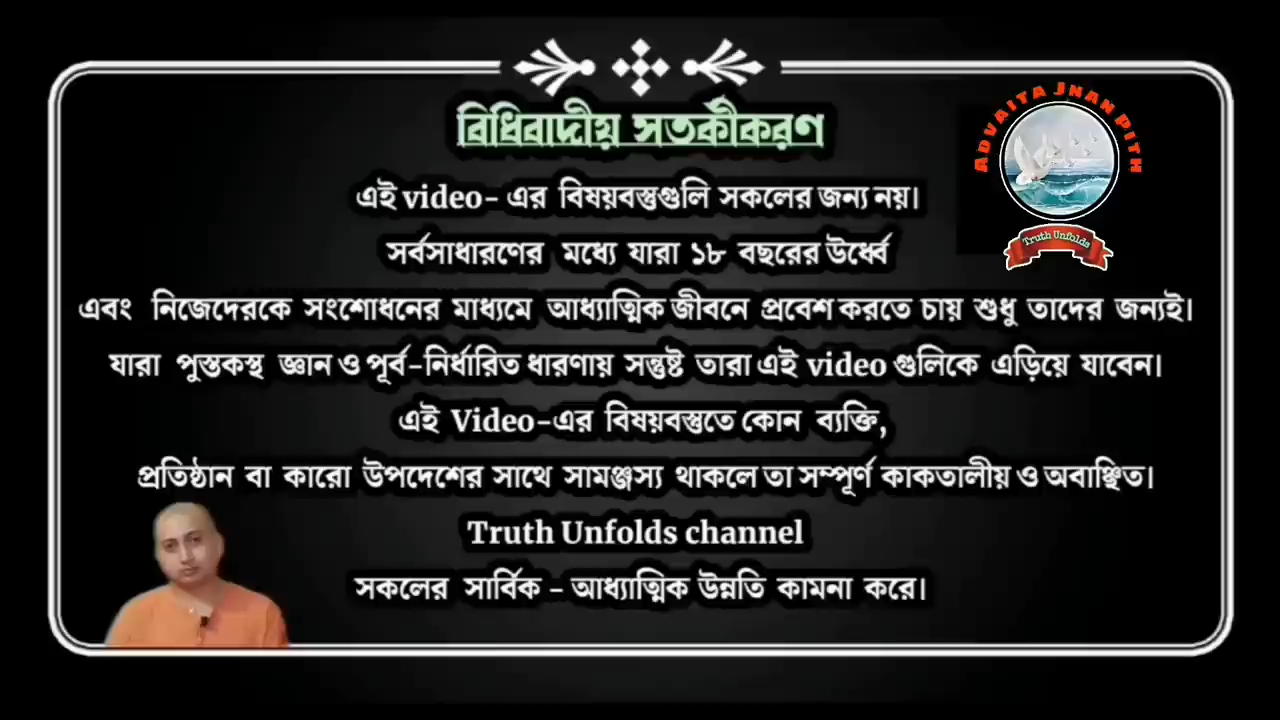 বিধিবাদীয় সতর্কীকরণ
ADVAITA JNAN PITH
Truth Unfolds
এই video- এর বিষয়বস্তুগুলি সকলের জন্য নয়।
সর্বসাধারণের মধ্যে যারা ১৮ বছরের উর্ধ্বে
এবং নিজেদেরকে সংশোধনের মাধ্যমে আধ্যাত্মিক জীবনে প্রবেশ করতে চায় শুধু তাদের জন্যই।
যারা পুস্তকস্থ জ্ঞান ও পূর্ব-নির্ধারিত ধারণায় সন্তুষ্ট তারা এই video গুলিকে এড়িয়ে যাবেন।
এই Video-এর বিষয়বস্তুতে কোন ব্যক্তি,
প্রতিষ্ঠান বা কারো উপদেশের সাথে সামঞ্জস্য থাকলে তা সম্পূর্ণ কাকতালীয় ও অবাঞ্ছিত।
Truth Unfolds channel
সকলের সার্বিক - আধ্যাত্মিক উন্নতি কামনা করে।